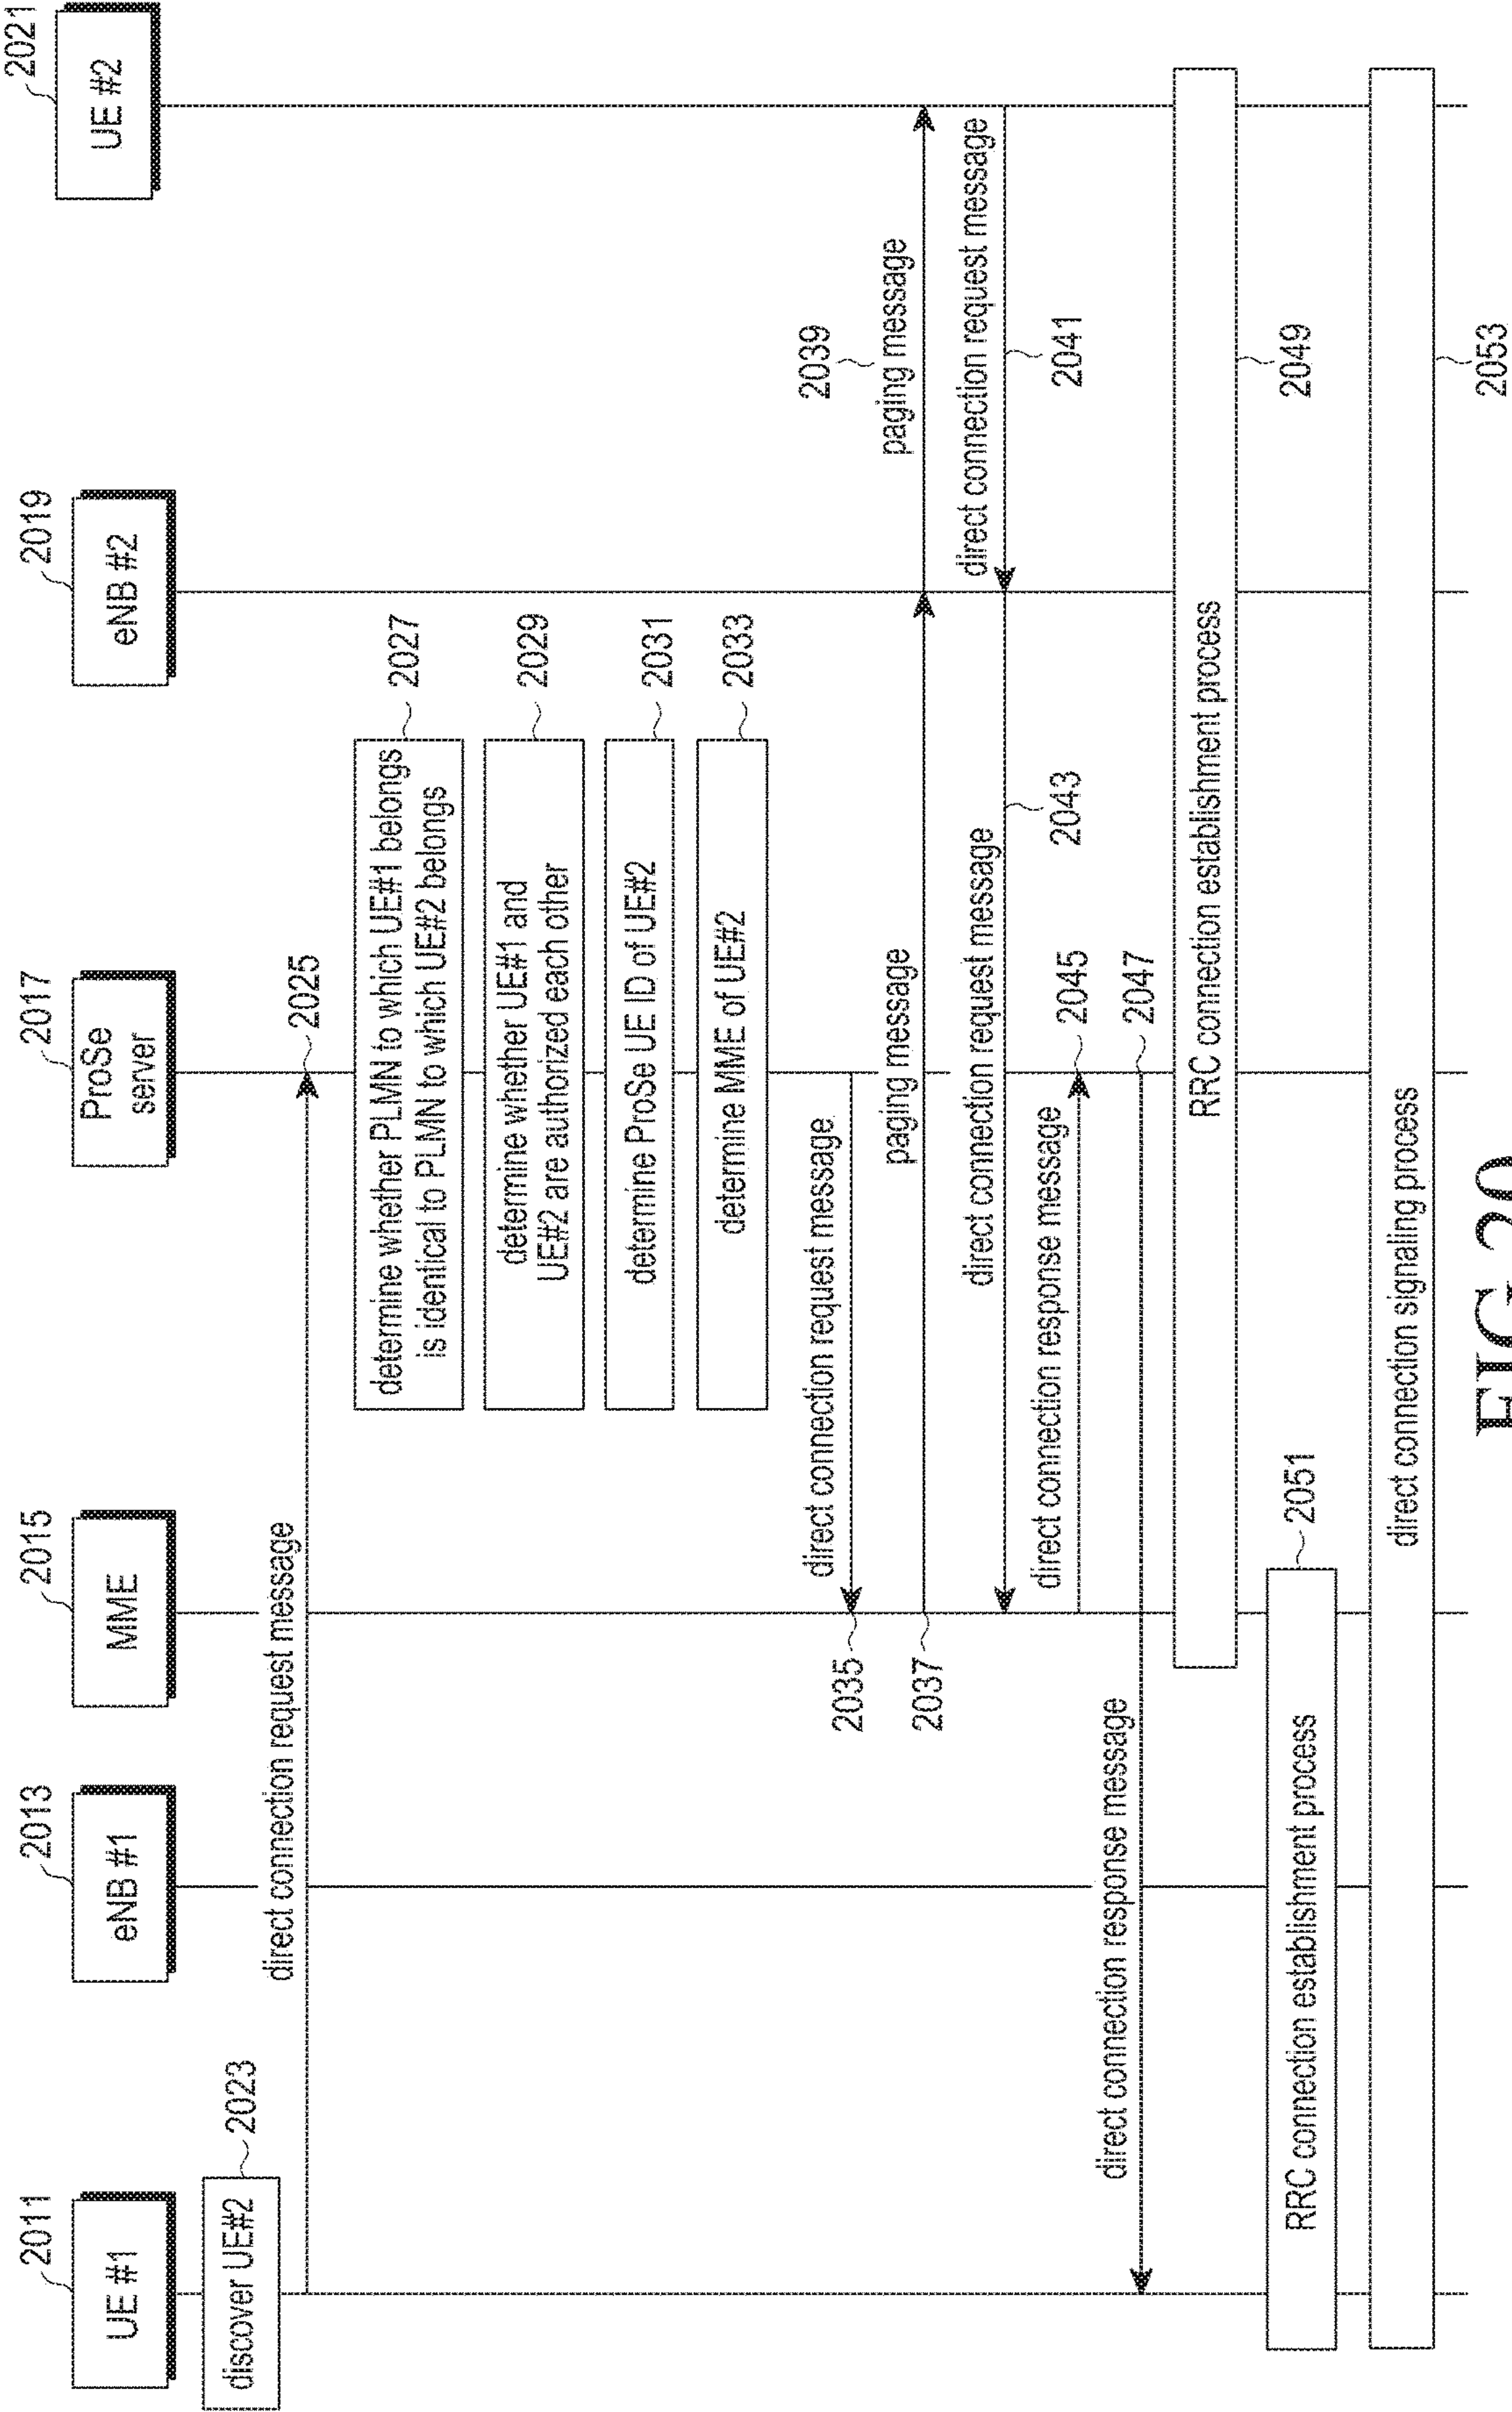 2011
UE #1
2013
eNB #1
2015
MME
2017
ProSe
server
2019
eNB #2
2021
UE #2
discover UE#2
2023
direct connection request message
2025
determine whether PLMN to which UE#1 belongs
is identical to PLMN to which UE#2 belongs
2027
determine whether UE#1 and
UE#2 are authorized each other
2029
determine ProSe UE ID of UE#2
2031
determine MME of UE#2
2033
direct connection request message
2035
paging message
2037
2039
paging message
direct connection request message
2041
direct connection request message
2043
direct connection response message
2045
direct connection response message
2047
RRC connection establishment process
2049
RRC connection establishment process
2051
direct connection signaling process
2053
FIG.20